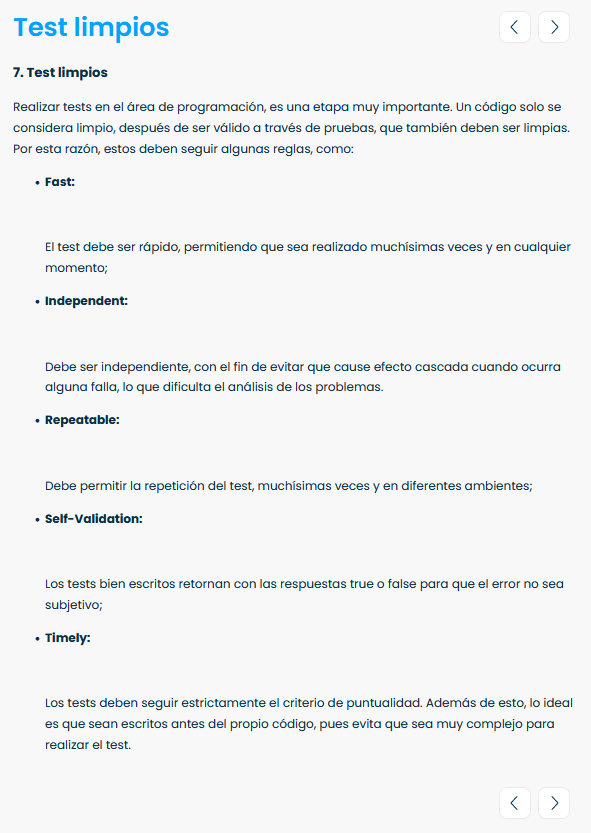 Test limpios
7. Test limpios
Realizar tests en el área de programación, es una etapa muy importante. Un código solo se
considera limpio, después de ser válido a través de pruebas, que también deben ser limpias.
Por esta razón, estos deben seguir algunas reglas, como:
• Fast:
El test debe ser rápido, permitiendo que sea realizado muchísimas veces y en cualquier
momento;
• Independent:
Debe ser independiente, con el fin de evitar que cause efecto cascada cuando ocurra
alguna falla, lo que dificulta el análisis de los problemas.
• Repeatable:
Debe permitir la repetición del test, muchísimas veces y en diferentes ambientes;
• Self-Validation:
Los tests bien escritos retornan con las respuestas true o false para que el error no sea
subjetivo;
• Timely:
Los tests deben seguir estrictamente el criterio de puntualidad. Además de esto, lo ideal
es que sean escritos antes del propio código, pues evita que sea muy complejo para
realizar el test.